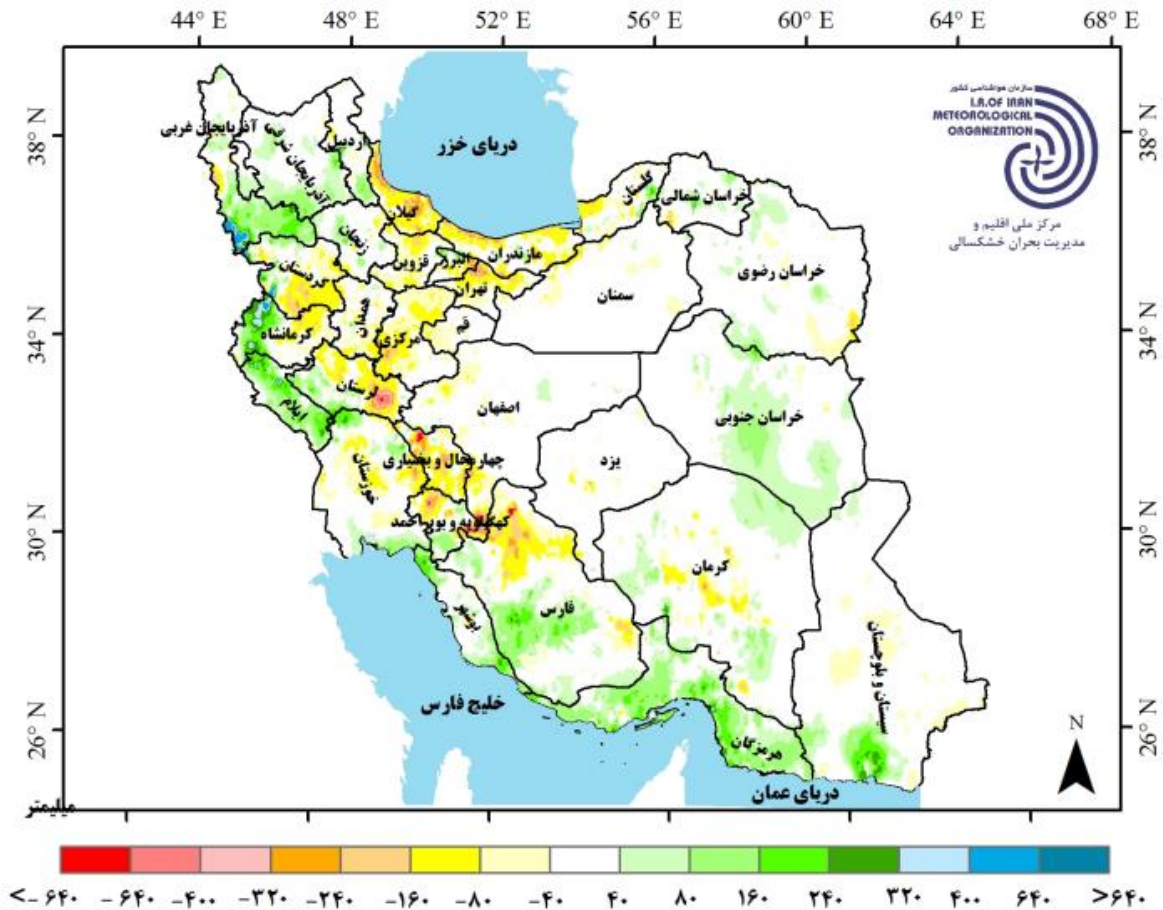 44° E 48° E 52° E 56° E 60° E 64° E 68° E
38° N
34° N
30° N
26° N
38° N
34° N
30° N
26° N
سازمان هواشناسی کشور
I.R.OF IRAN
METEOROLOGICAL
ORGANIZATION
مرکز ملی اقلیم و
مدیریت بحران خشکسالی
دریای خزر
آذربایجان غربی
آذربایجان شرقی
اردبیل
گیلان
گلستان
خراسان شمالی
زنجان
قزوین
البرز
مازندران
تهران
سمنان
خراسان رضوی
کردستان
همدان
کرمانشاه
مرکزی
قم
لرستان
ایلام
اصفهان
خراسان جنوبی
چهارمحال و بختیاری
یزد
خوزستان
کهگیلویه و بویراحمد
کرمان
فارس
بوشهر
سیستان و بلوچستان
خلیج فارس
هرمزگان
دریای عمان
N
میلیمتر
<-۶۴۰ -۶۴۰ -۴۰۰ -۳۲۰ -۲۴۰ -۱۶۰ -۸۰ -۴۰ ۴۰ ۸۰ ۱۶۰ ۲۴۰ ۳۲۰ ۴۰۰ ۶۴۰ >۶۴۰